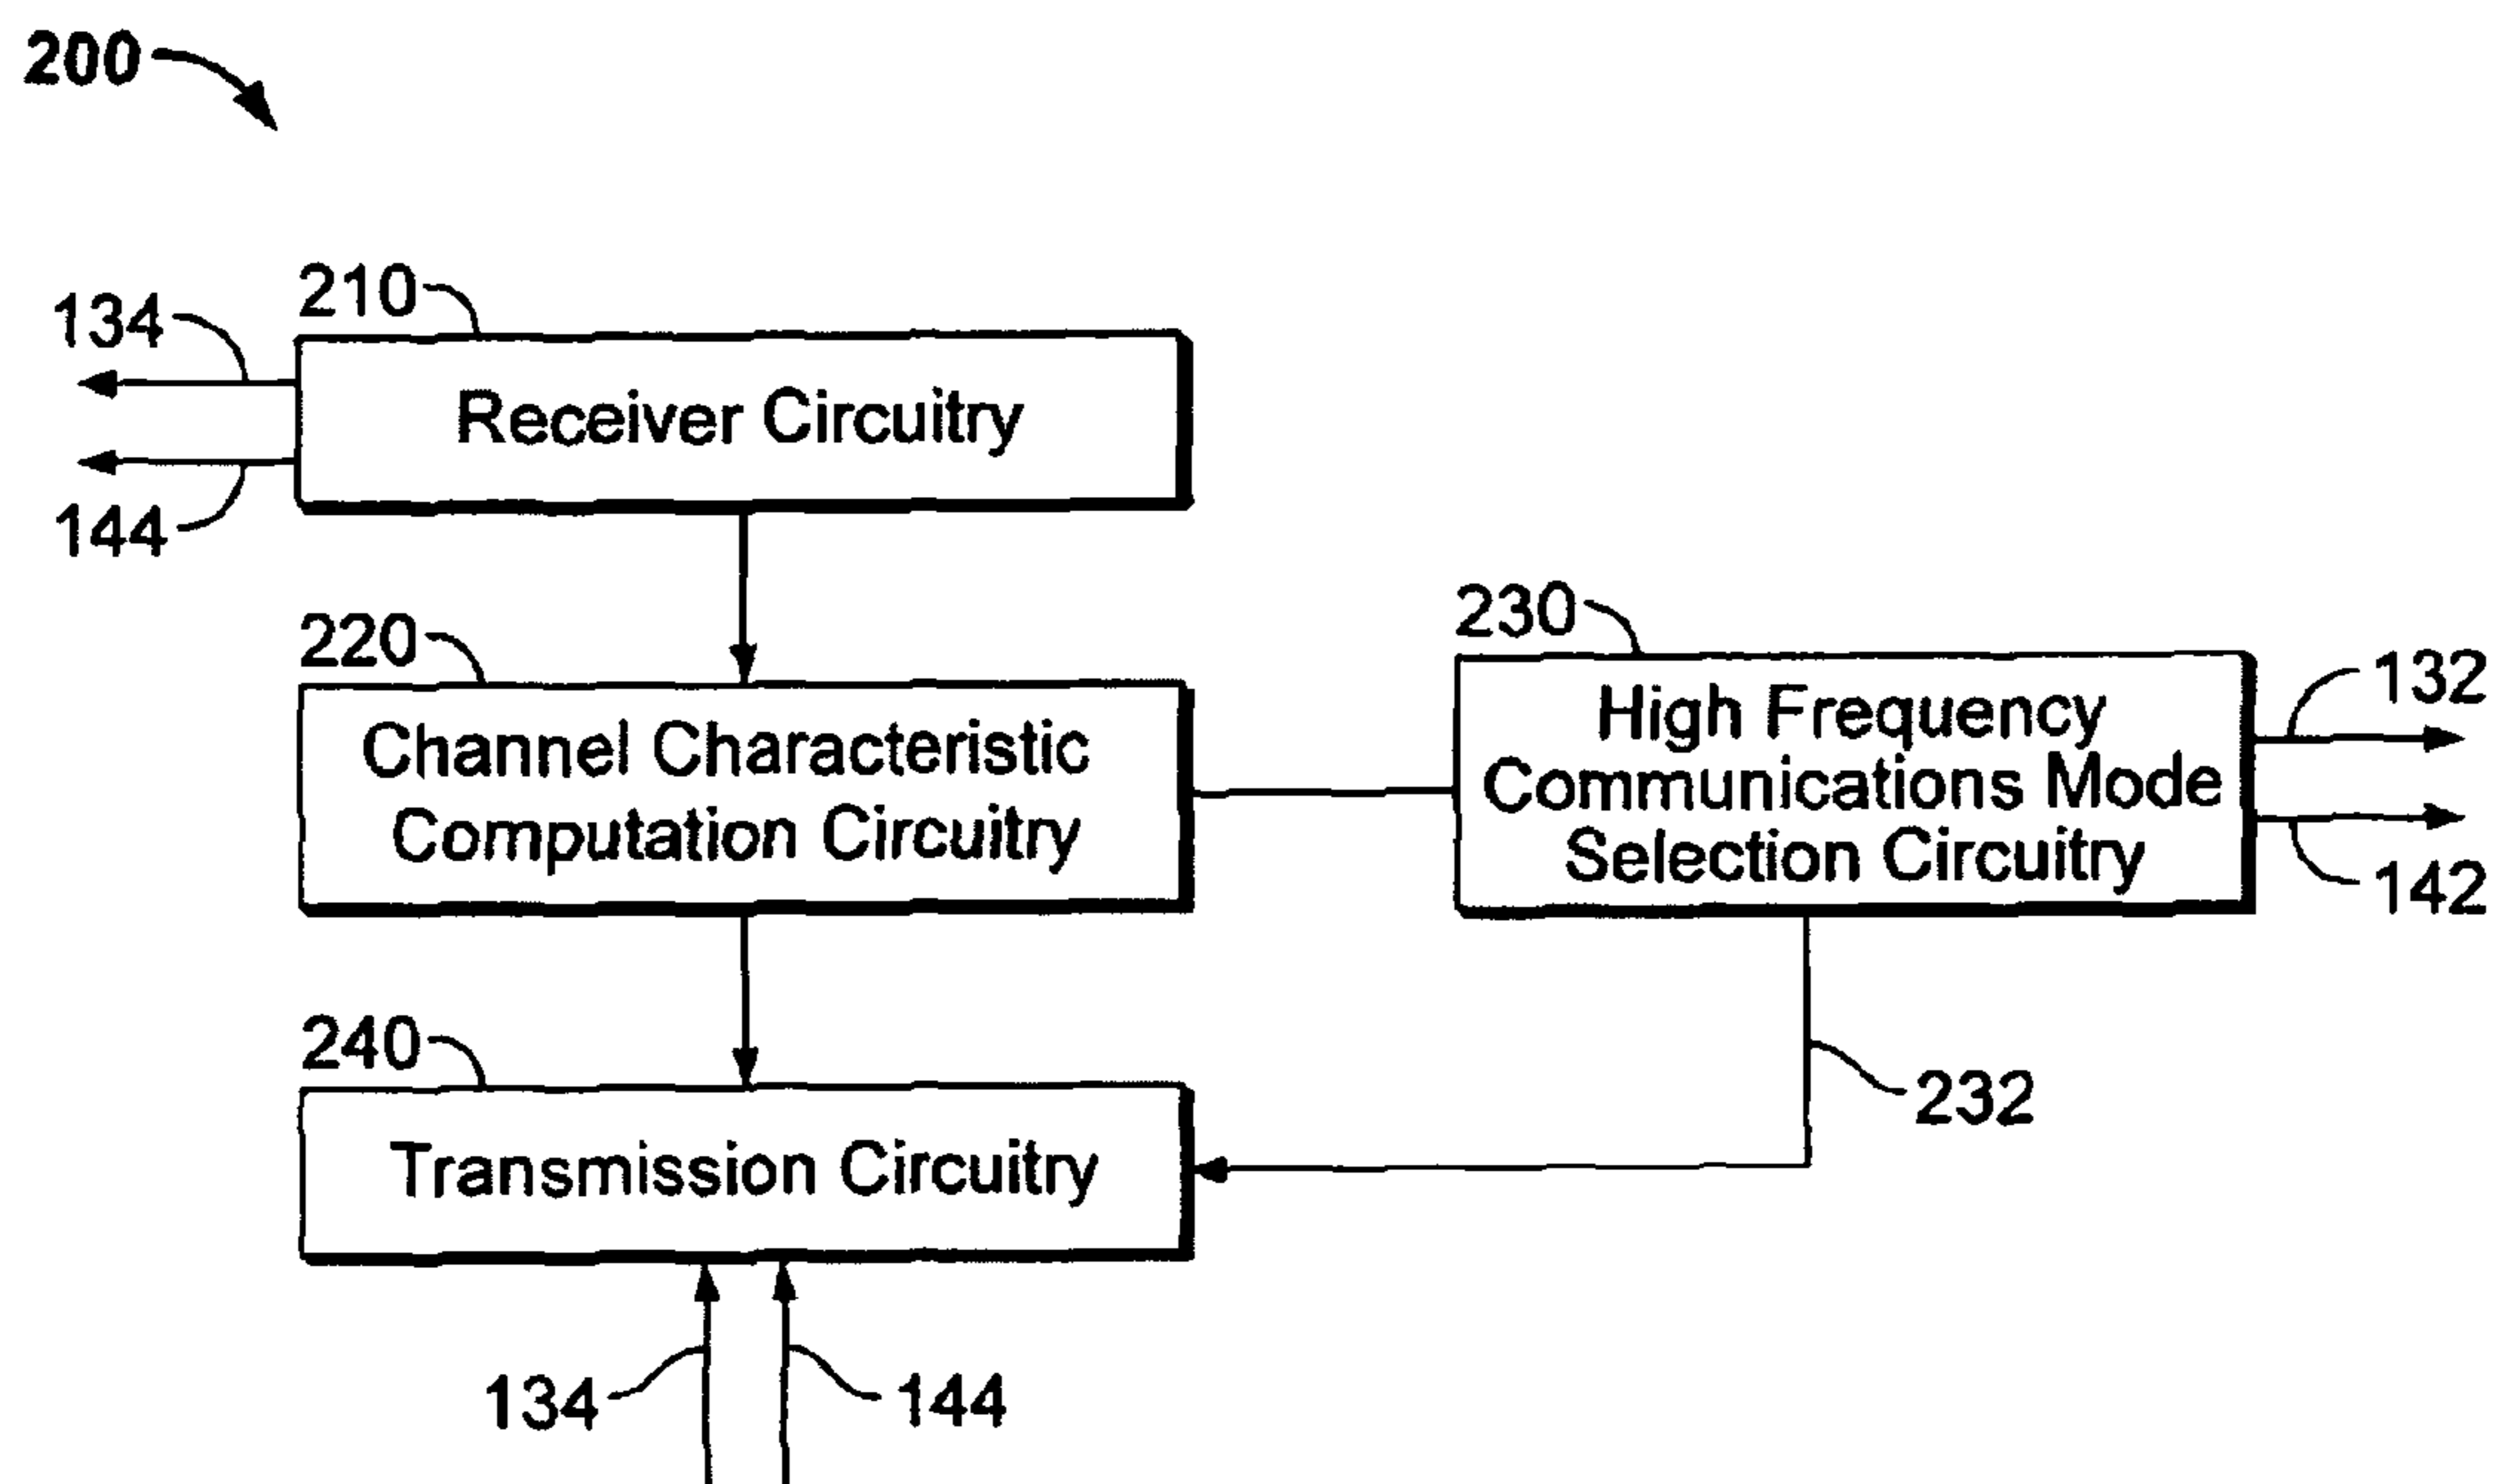 200
210
134
Receiver Circuitry
144
230
220
132
High Frequency
Channel Characteristic
Communications Mode
Computation Circuitry
Selection Circuitry
142
240
232
Transmission Circuitry
134
144